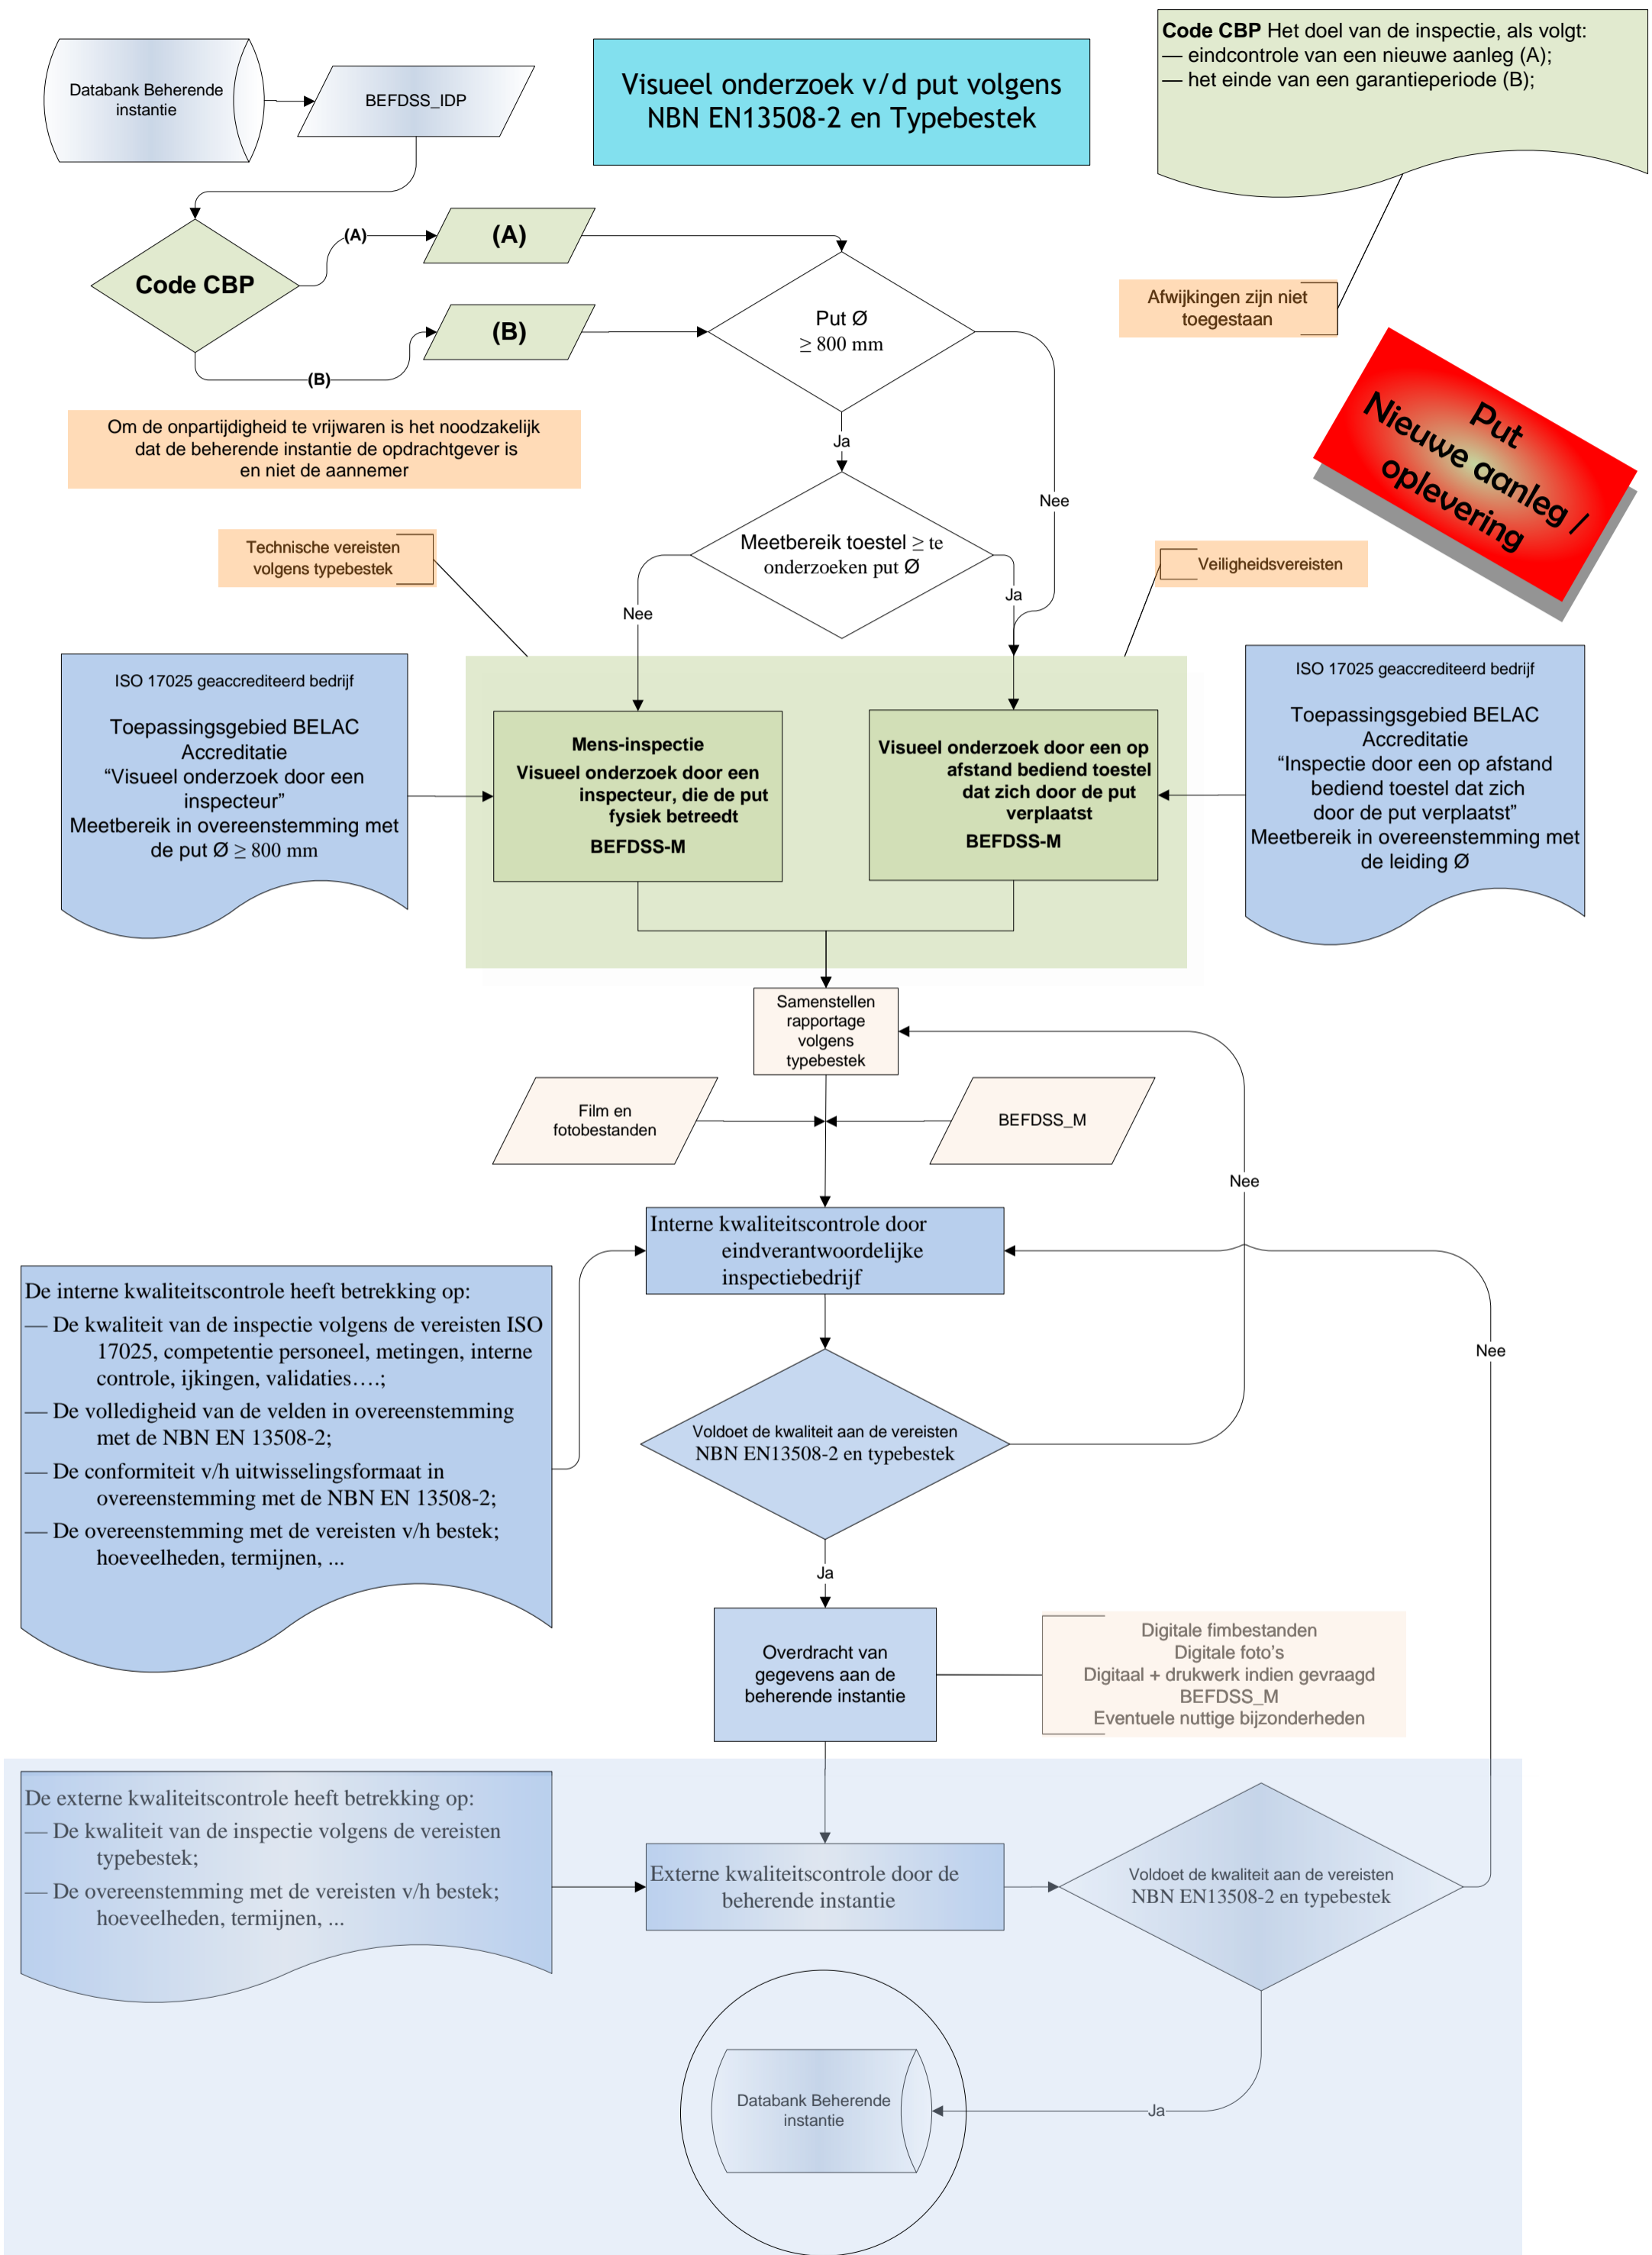 Databank Beherende
instantie
BEFDSS_IDP
Visueel onderzoek v/d put volgens
NBN EN13508-2 en Typebestek
Code CBP Het doel van de inspectie, als volgt:
— eindcontrole van een nieuwe aanleg (A);
— het einde van een garantieperiode (B);
Code CBP
(A)
(A)
(B)
(B)
Put Ø
≥ 800 mm
Afwijkingen zijn niet
toegestaan
Put
Nieuwe aanleg /
oplevering
Om de onpartijdigheid te vrijwaren is het noodzakelijk
dat de beherende instantie de opdrachtgever is
en niet de aannemer
Ja
Nee
Technische vereisten
volgens typebestek
Meetbereik toestel ≥ te
onderzoeken put Ø
Veiligheidsvereisten
Nee
Ja
ISO 17025 geaccrediteerd bedrijf
Toepassingsgebied BELAC
Accreditatie
“Visueel onderzoek door een
inspecteur”
Meetbereik in overeenstemming met
de put Ø ≥ 800 mm
Mens-inspectie
Visueel onderzoek door een
inspecteur, die de put
fysiek betreedt
BEFDSS-M
Visueel onderzoek door een op
afstand bediend toestel
dat zich door de put
verplaatst
BEFDSS-M
ISO 17025 geaccrediteerd bedrijf
Toepassingsgebied BELAC
Accreditatie
“Inspectie door een op afstand
bediend toestel dat zich
door de put verplaatst”
Meetbereik in overeenstemming met
de leiding Ø
Samenstellen
rapportage
volgens
typebestek
Film en
fotobestanden
BEFDSS_M
Nee
Interne kwaliteitscontrole door
eindverantwoordelijke
inspectiebedrijf
De interne kwaliteitscontrole heeft betrekking op:
— De kwaliteit van de inspectie volgens de vereisten ISO
17025, competentie personeel, metingen, interne
controle, ijkingen, validaties….;
— De volledigheid van de velden in overeenstemming
met de NBN EN 13508-2;
— De conformiteit v/h uitwisselingsformaat in
overeenstemming met de NBN EN 13508-2;
— De overeenstemming met de vereisten v/h bestek;
hoeveelheden, termijnen, ...
Nee
Voldoet de kwaliteit aan de vereisten
NBN EN13508-2 en typebestek
Ja
Overdracht van
gegevens aan de
beherende instantie
Digitale fimbestanden
Digitale foto's
Digitaal + drukwerk indien gevraagd
BEFDSS_M
Eventuele nuttige bijzonderheden
De externe kwaliteitscontrole heeft betrekking op:
— De kwaliteit van de inspectie volgens de vereisten
typebestek;
— De overeenstemming met de vereisten v/h bestek;
hoeveelheden, termijnen, ...
Externe kwaliteitscontrole door de
beherende instantie
Voldoet de kwaliteit aan de vereisten
NBN EN13508-2 en typebestek
Databank Beherende
instantie
Ja